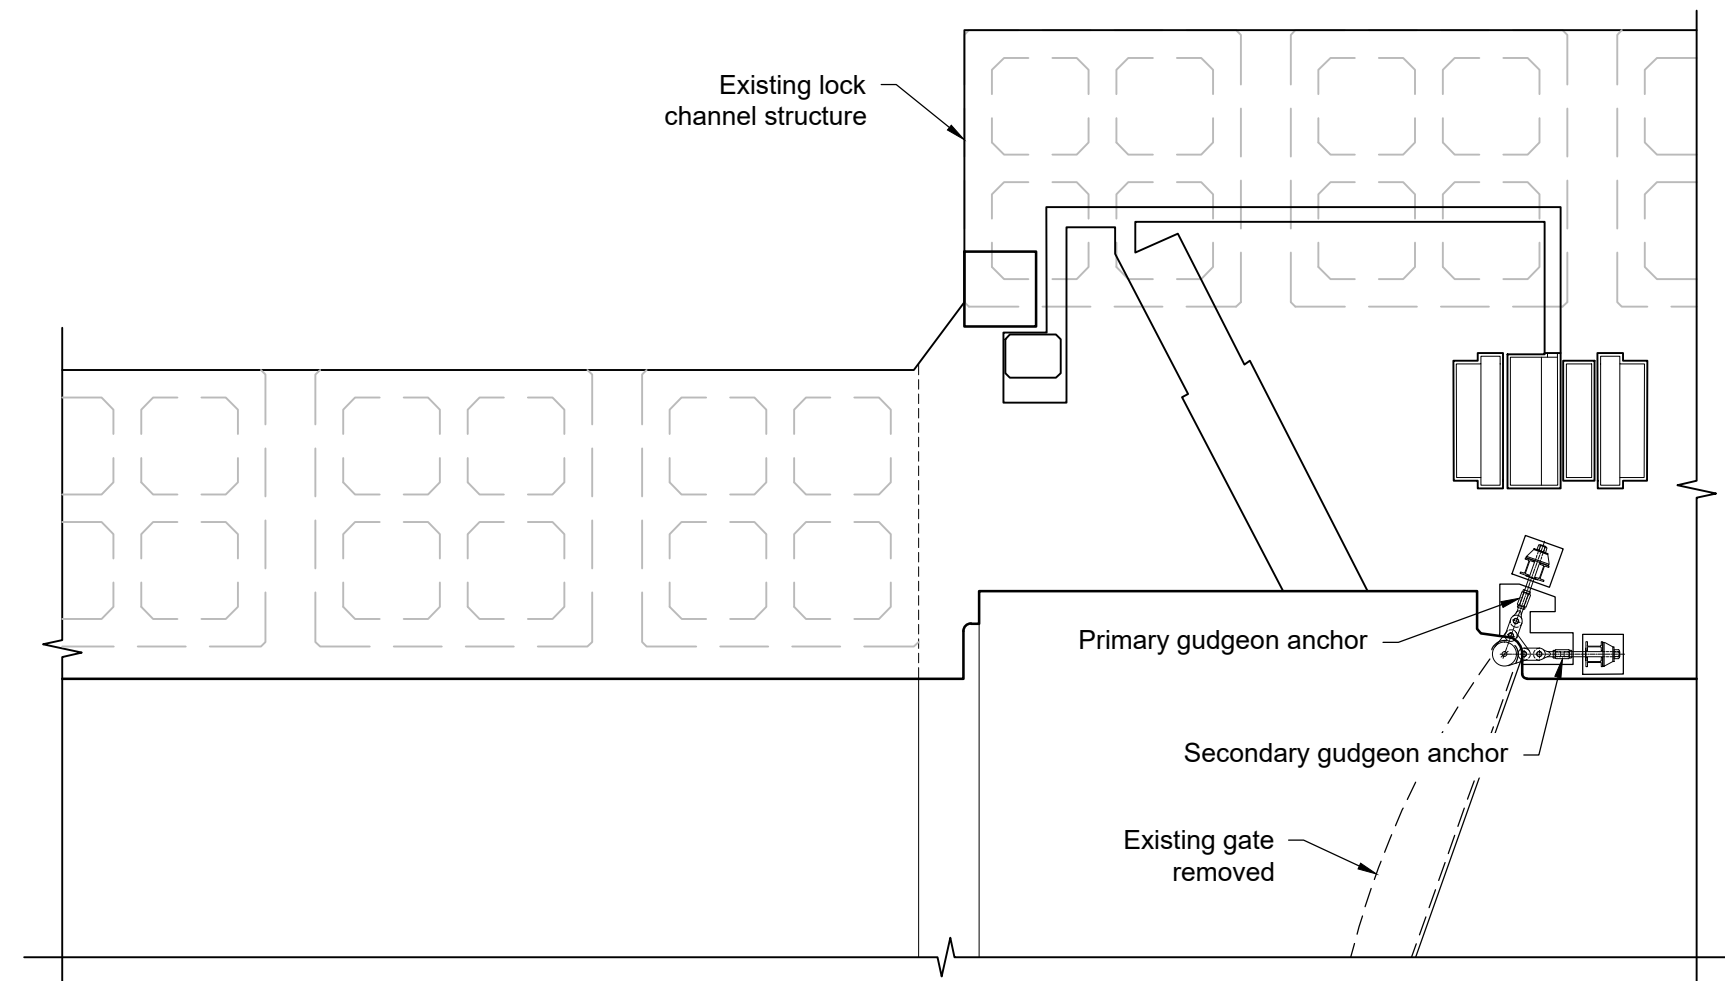 Existing lock
channel structure
Primary gudgeon anchor
Secondary gudgeon anchor
Existing gate
removed